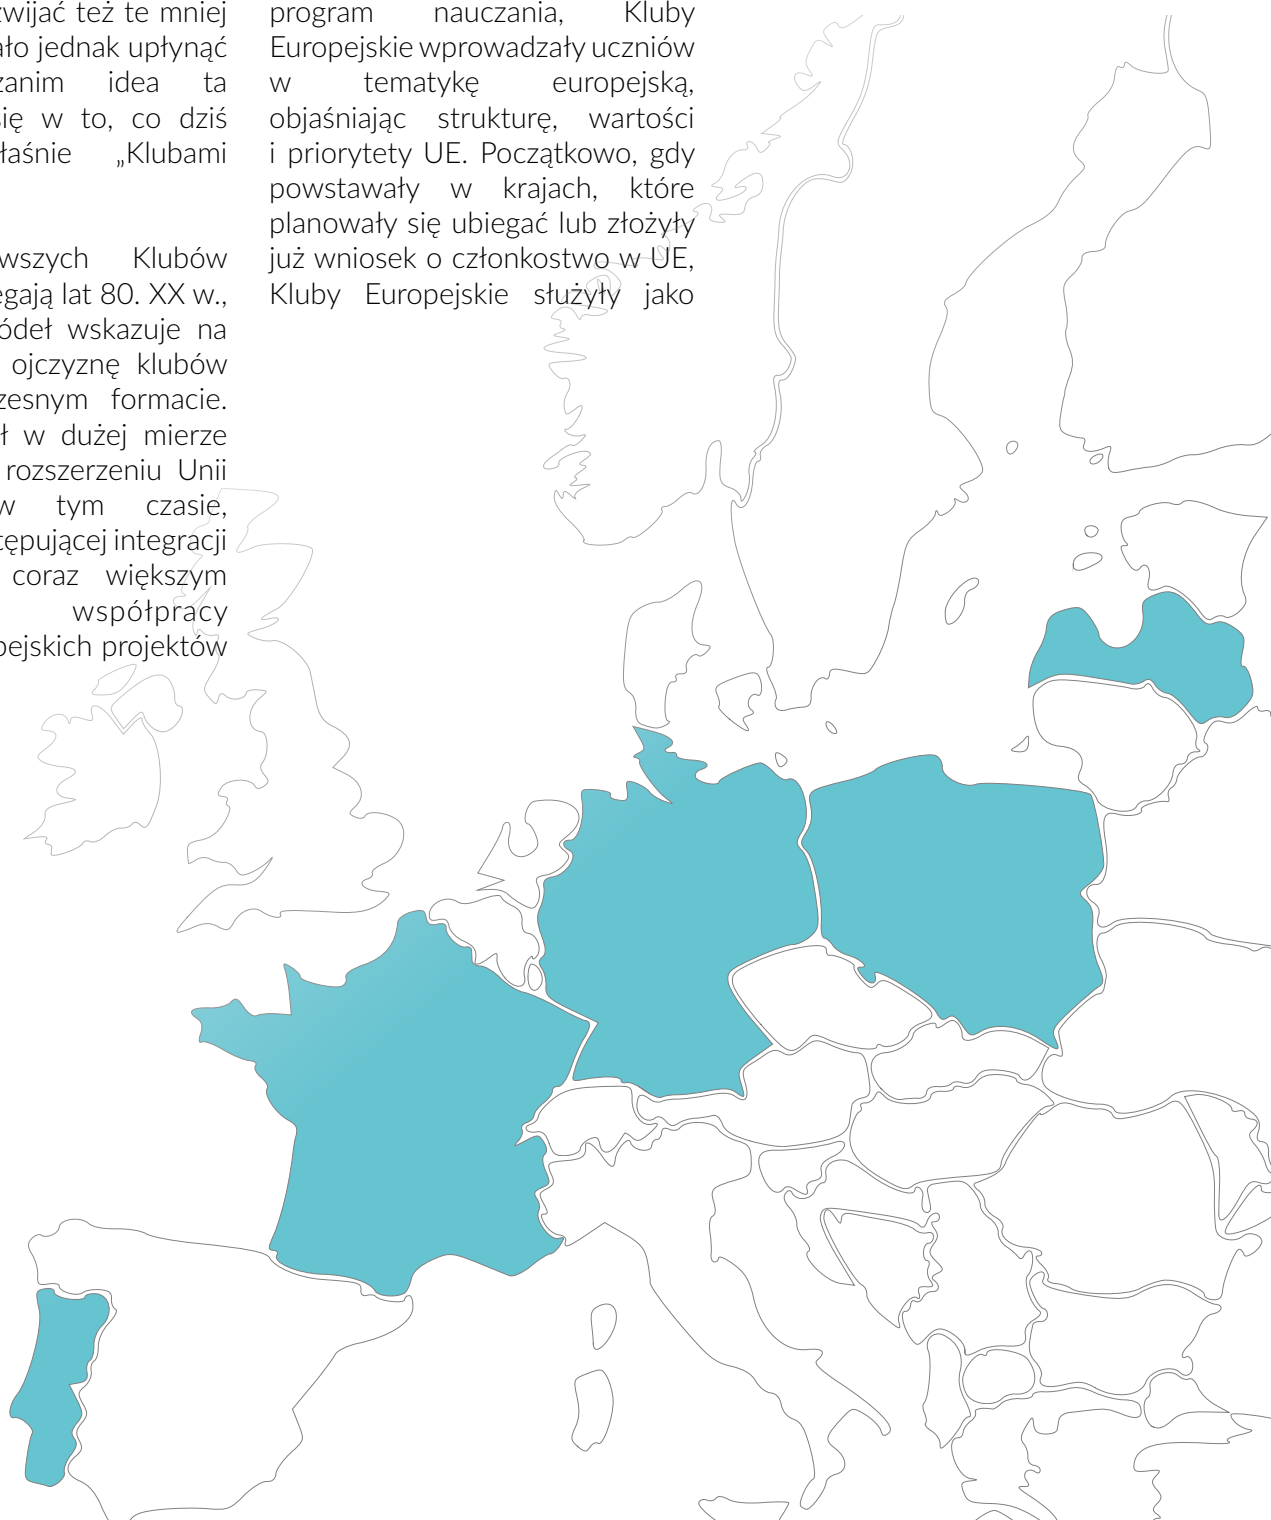 zwijać też te mniej
ało jednak upłynąć
zanim idea ta
się w to, co dziś
łaśnie „Klubami
wszych Klubów
egają lat 80. XX w.,
ódeł wskazuje na
ojczyznę klubów
zesnym formacie.
ł w dużej mierze
rozszerzeniu Unii
w tym czasie,
tępującej integracji
coraz większym
współpracy
pejskich projektów
program nauczania, Kluby
Europejskie wprowadzały uczniów
w tematykę europejską,
objaśniając strukturę, wartości
i priorytety UE. Początkowo, gdy
powstawały w krajach, które
planowały się ubiegać lub złożyły
już wniosek o członkostwo w UE,
Kluby Europejskie służyły jako